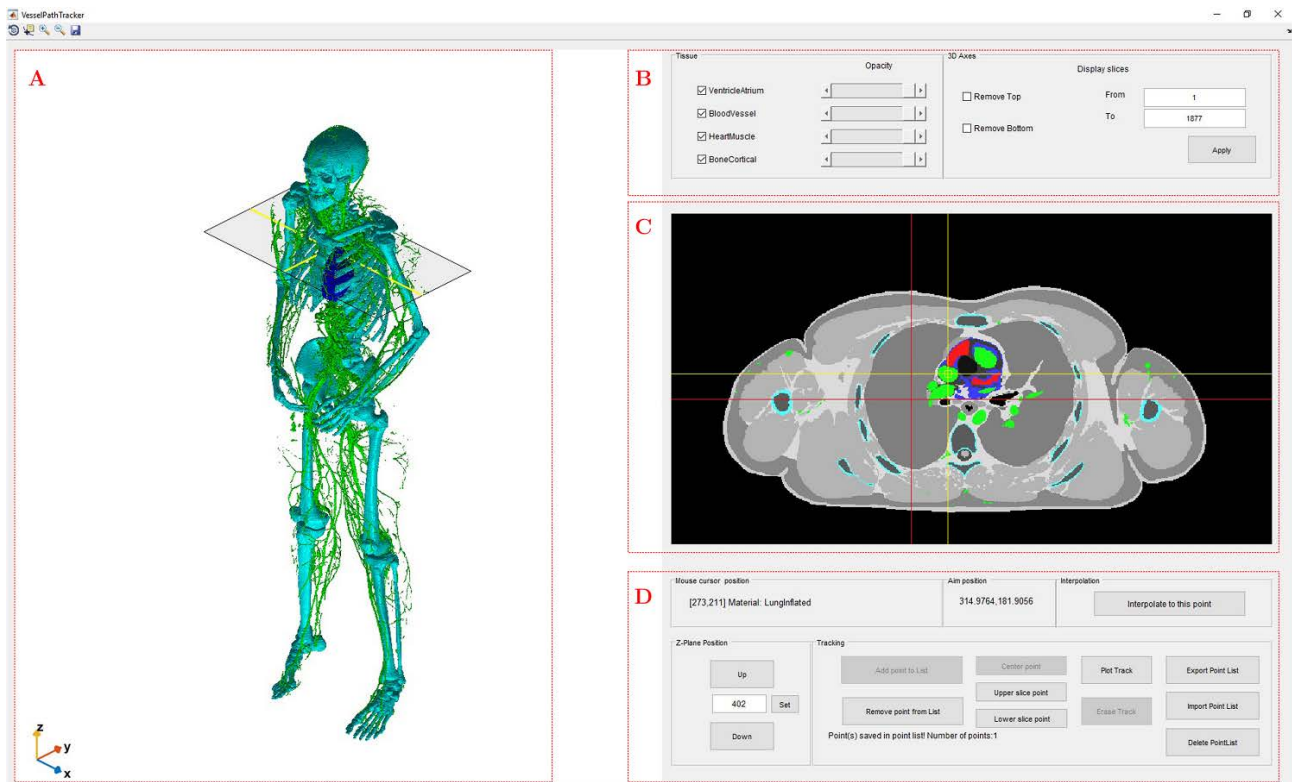 VesselPathTracker
A
B
Tissue
Opacity
VentricleAtrium
BloodVessel
HeartMuscle
BoneCortical
3D Axes
Display slices
Remove Top
From
1
To
1877
Remove Bottom
Apply
C
D
Mouse cursor position
[273,211] Material: LungInflated
Aim position
314.9764,181.9056
Interpolation
Interpolate to this point
Z-Plane Position
Up
402
Set
Down
Tracking
Add point to List
Center point
Plot Track
Export Point List
Upper slice point
Remove point from List
Erase Track
Import Point List
Lower slice point
Point(s) saved in point list! Number of points:1
Delete PointList
z
y
x